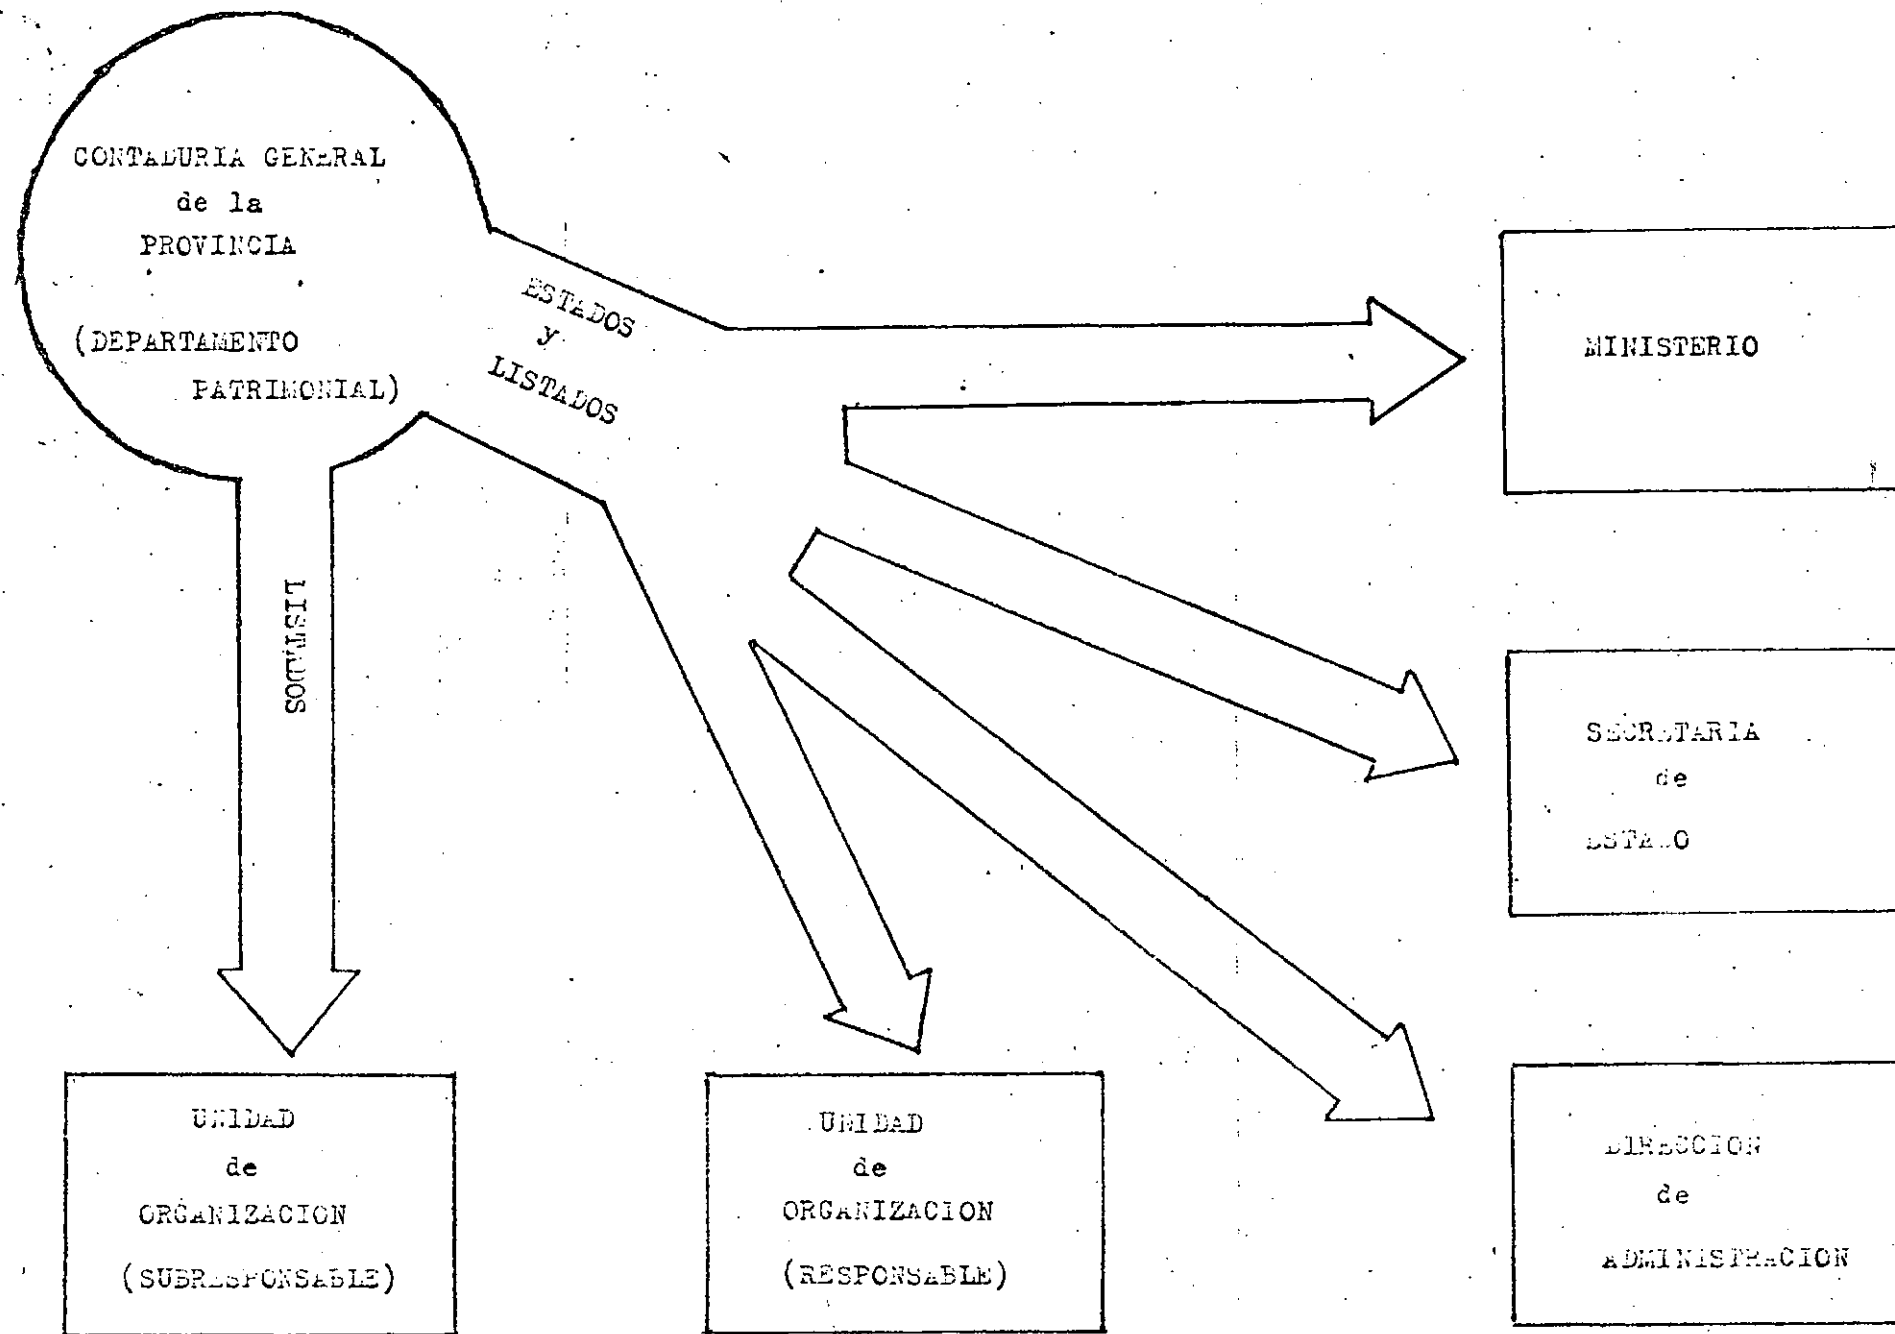 CONTADURIA GENERAL
de la
PROVINCIA
(DEPARTAMENTO
PATRIMONIAL)
ESTADOS
y
LISTADOS
LISTADOS
MINISTERIO
SECRETARIA
de
ESTADO
UNIDAD
de
ORGANIZACION
(SUBRESPONSABLE)
UNIDAD
de
ORGANIZACION
(RESPONSABLE)
DIRECCION
de
ADMINISTRACION